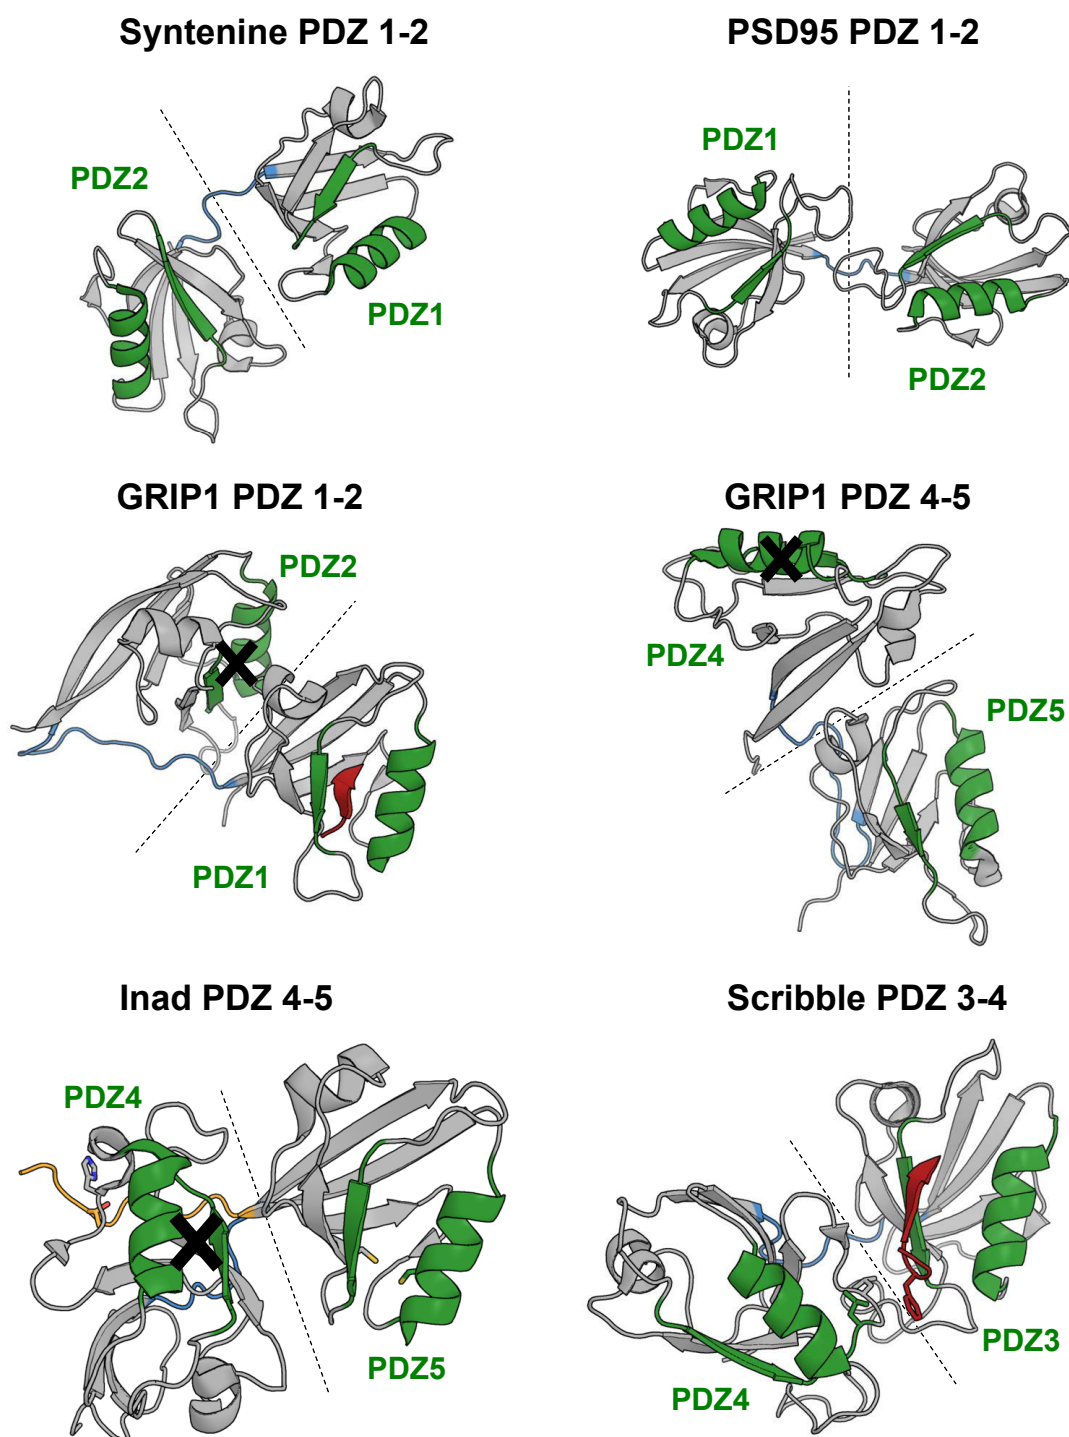 Syntenine PDZ 1-2
PSD95 PDZ 1-2
PDZ2
PDZ1
PDZ1
PDZ2
GRIP1 PDZ 1-2
GRIP1 PDZ 4-5
PDZ2
PDZ1
PDZ4
PDZ5
Inad PDZ 4-5
Scribble PDZ 3-4
PDZ4
PDZ5
PDZ3
PDZ4